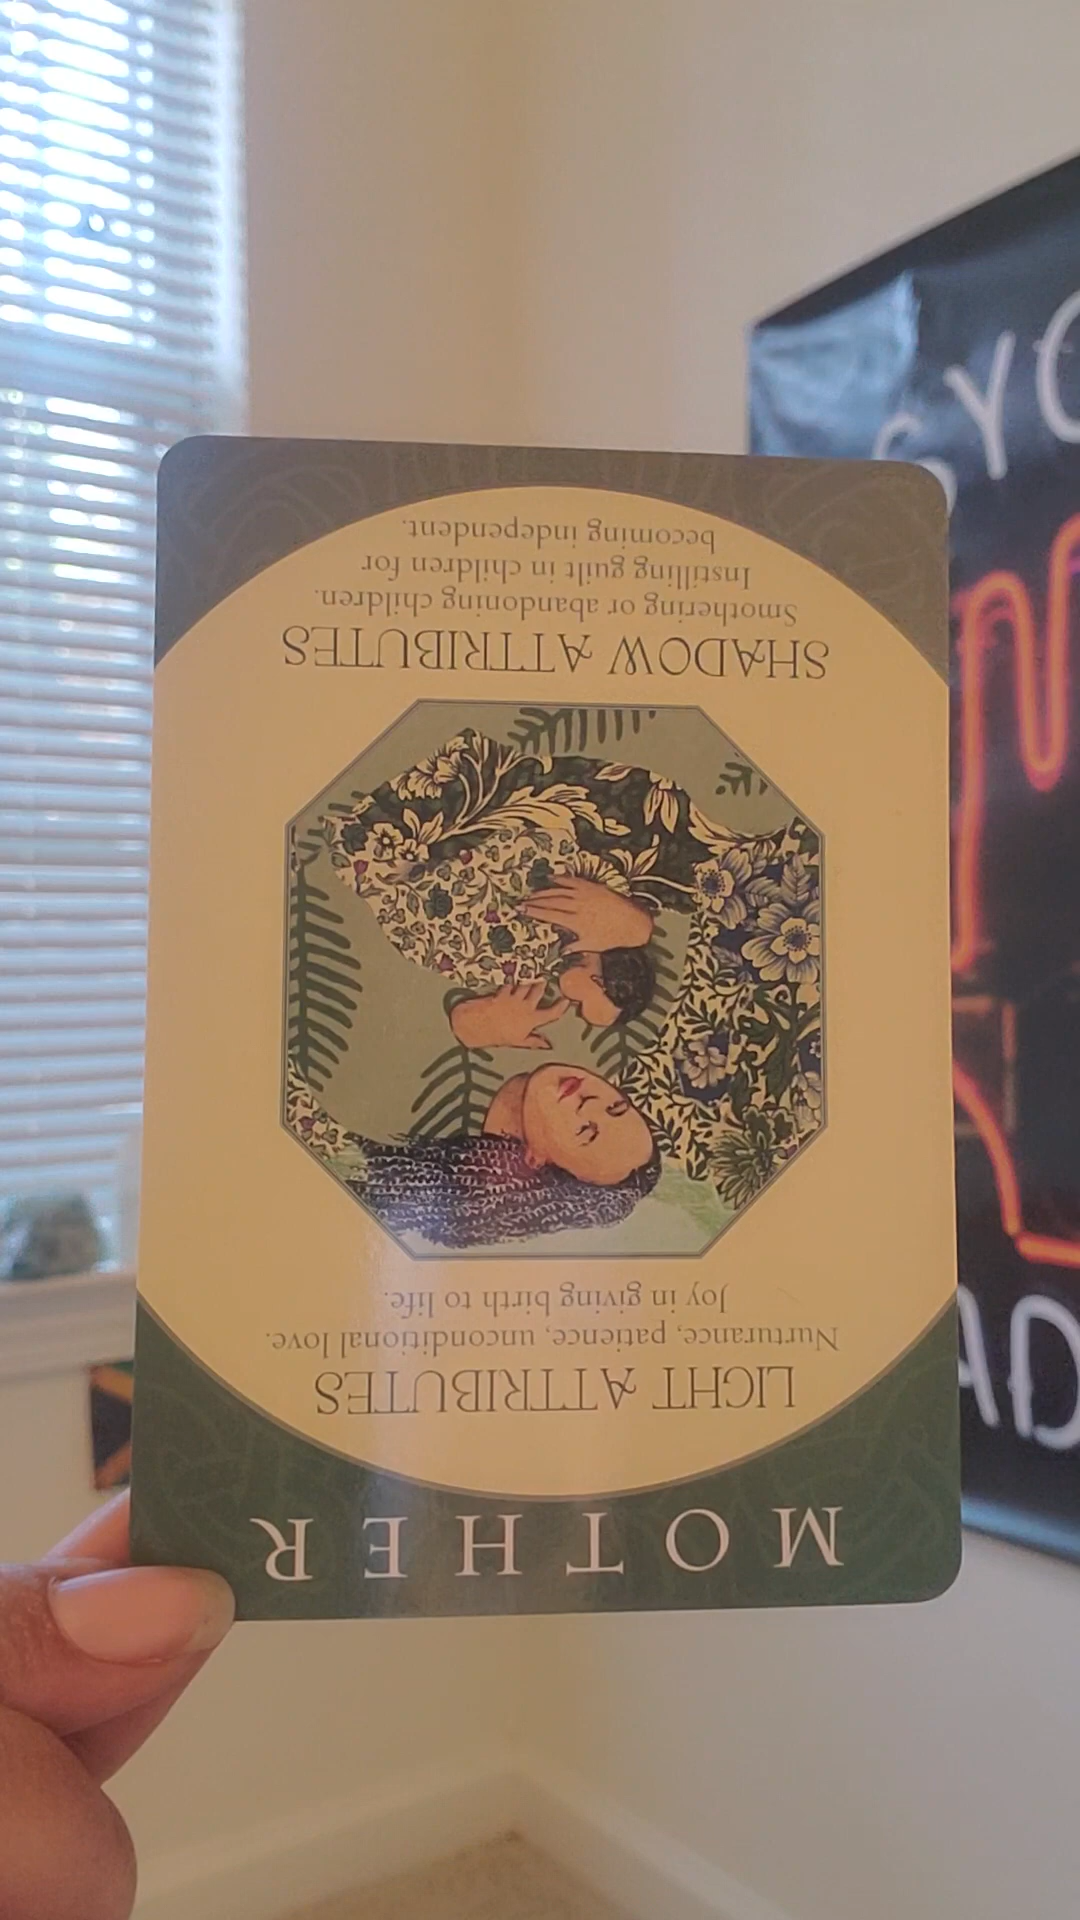 MOTHER
LIGHT ATTRIBUTES
Nurturance, patience, unconditional love.
Joy in giving birth to life.
SHADOW ATTRIBUTES
Smothering or abandoning children.
Instilling guilt in children for
becoming independent.